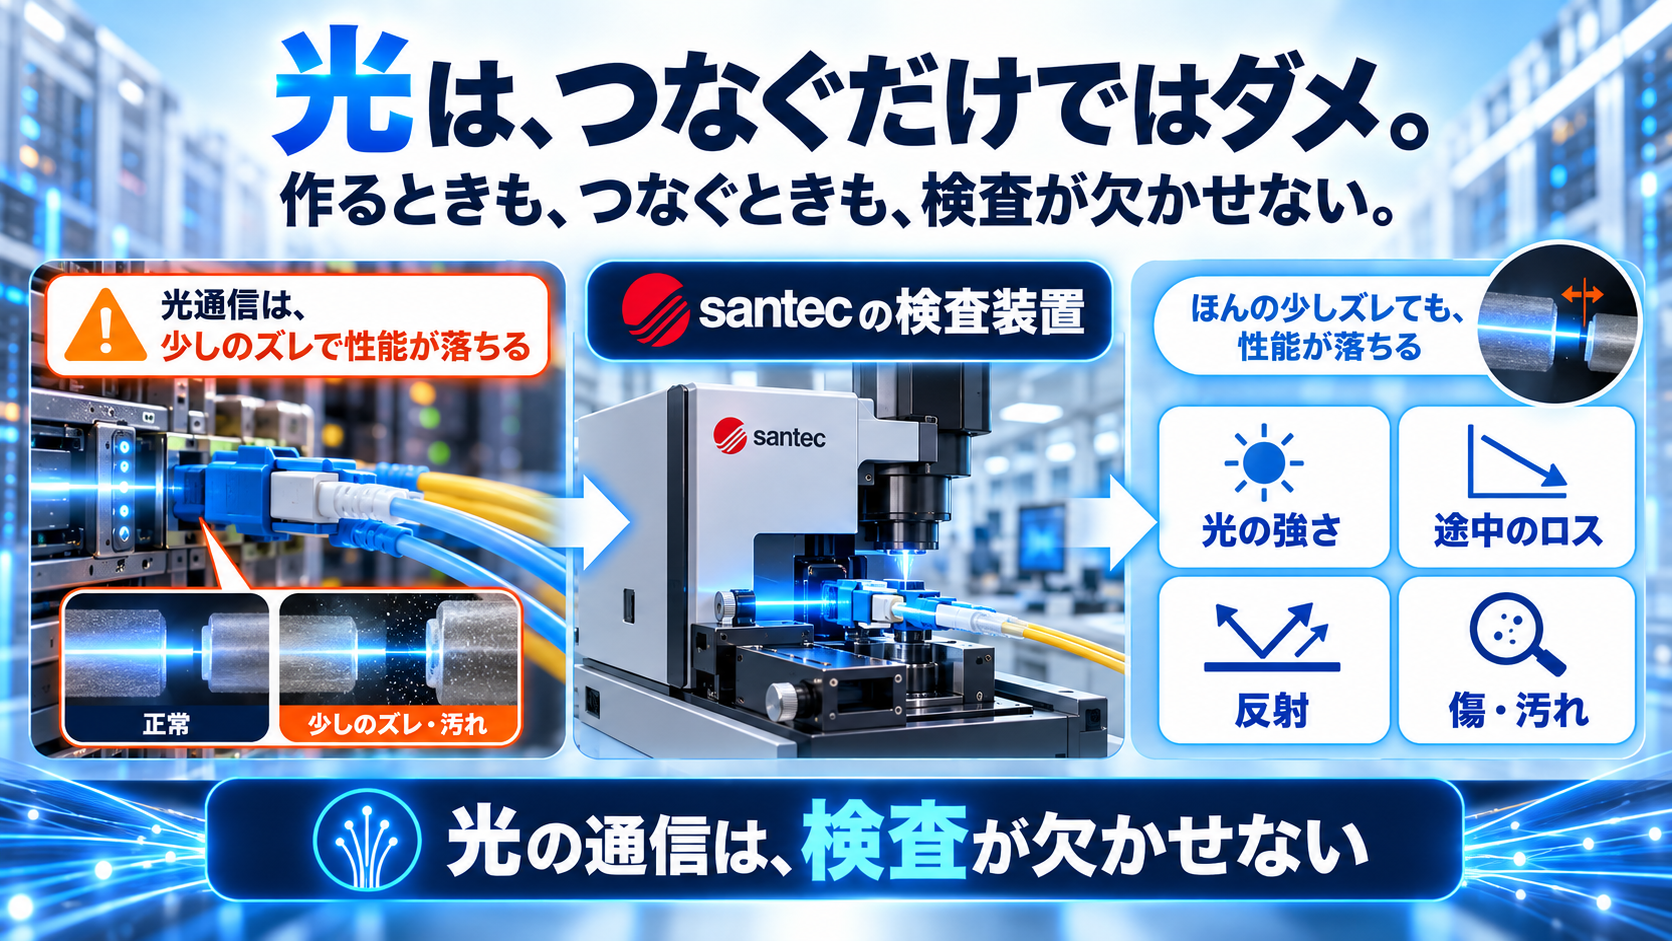 光は、つなぐだけではダメ。
作るときも、つなぐときも、検査が欠かせない。
光通信は、
少しのズレで性能が落ちる
正常
少しのズレ・汚れ
santecの検査装置
santec
ほんの少しズレても、
性能が落ちる
光の強さ
途中のロス
反射
傷・汚れ
光の通信は、検査が欠かせない